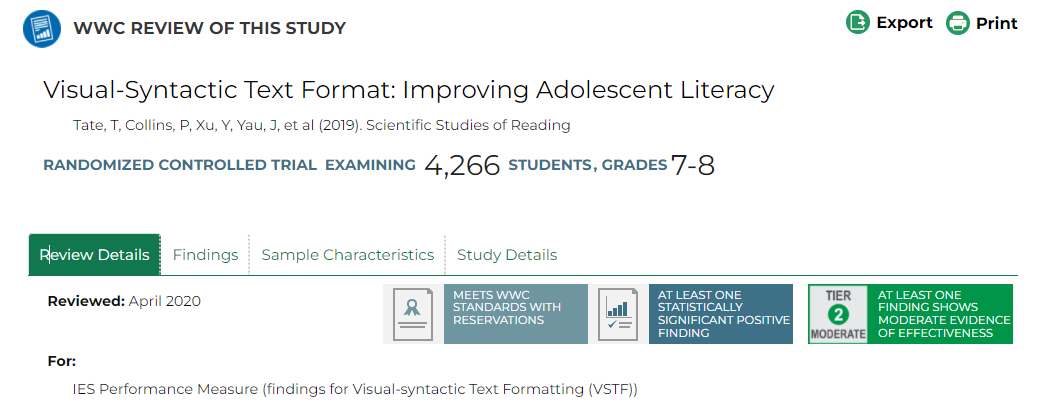 WWC REVIEW OF THIS STUDY
Export
Print
Visual-Syntactic Text Format: Improving Adolescent Literacy
Tate, T, Collins, P, Xu, Y, Yau, J, et al (2019). Scientific Studies of Reading
RANDOMIZED CONTROLLED TRIAL EXAMINING 4,266 STUDENTS, GRADES 7-8
Review Details
Findings
Sample Characteristics
Study Details
Reviewed: April 2020
MEETS WWC
STANDARDS WITH
RESERVATIONS
AT LEAST ONE
STATISTICALLY
SIGNIFICANT POSITIVE
FINDING
TIER
2
MODERATE
AT LEAST ONE
FINDING SHOWS
MODERATE EVIDENCE
OF EFFECTIVENESS
For:
IES Performance Measure (findings for Visual-syntactic Text Formatting (VSTF))